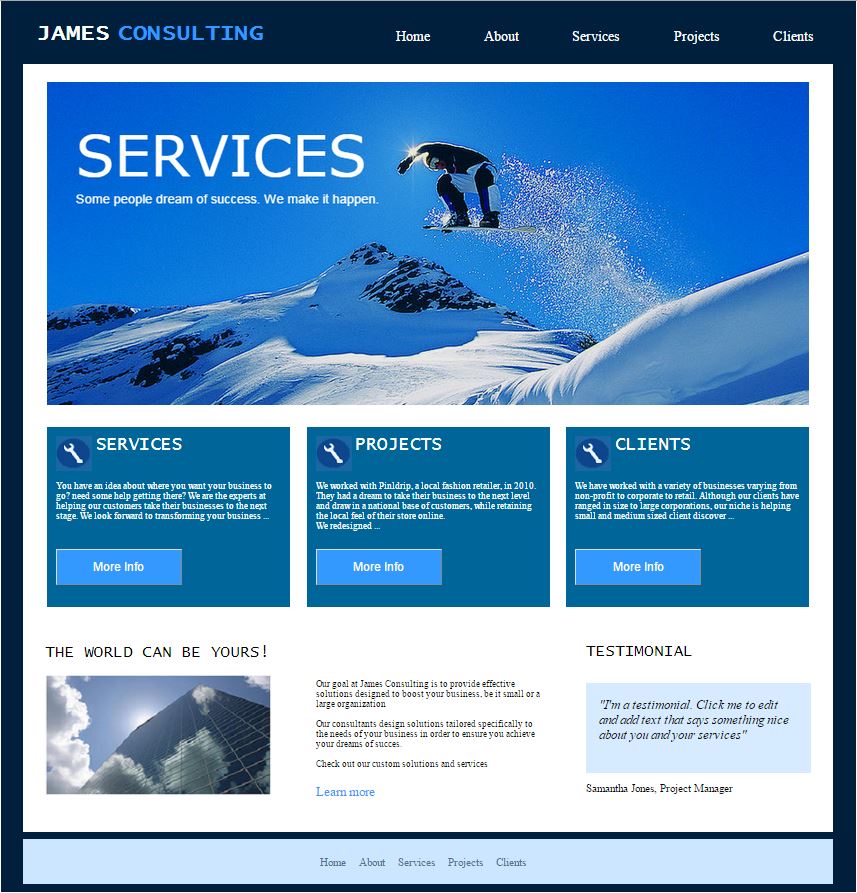 JAMES CONSULTING
Home About Services Projects Clients
SERVICES
Some people dream of success. We make it happen.
SERVICES
You have an idea about where you want your business to
go? need some help getting there? We are the experts at
helping our customers take their businesses to the next
stage. We look forward to transforming your business ...
More Info
PROJECTS
We worked with Pinldrip, a local fashion retailer, in 2010.
They had a dream to take their business to the next level
and draw in a national base of customers, while retaining
the local feel of their store online.
We redesigned ...
More Info
CLIENTS
We have worked with a variety of businesses varying from
non-profit to corporate to retail. Although our clients have
ranged in size to large corporations, our niche is helping
small and medium sized client discover ...
More Info
THE WORLD CAN BE YOURS!
Our goal at James Consulting is to provide effective
solutions designed to boost your business, be it small or a
large organization
Our consultants design solutions tailored specifically to
the needs of your business in order to ensure you achieve
your dreams of succes.
Check out our custom solutions and services
Learn more
TESTIMONIAL
"I'm a testimonial. Click me to edit
and add text that says something nice
about you and your services"
Samantha Jones, Project Manager
Home About Services Projects Clients